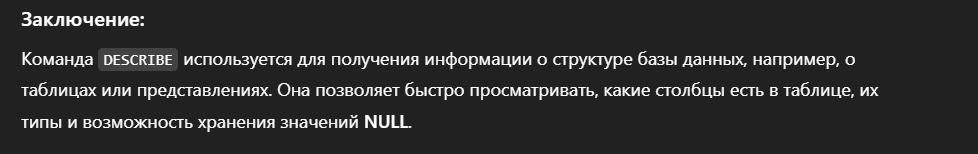 Заключение:
Команда DESCRIBE используется для получения информации о структуре базы данных, например, о
таблицах или представлениях. Она позволяет быстро просматривать, какие столбцы есть в таблице, их
типы и возможность хранения значений NULL.